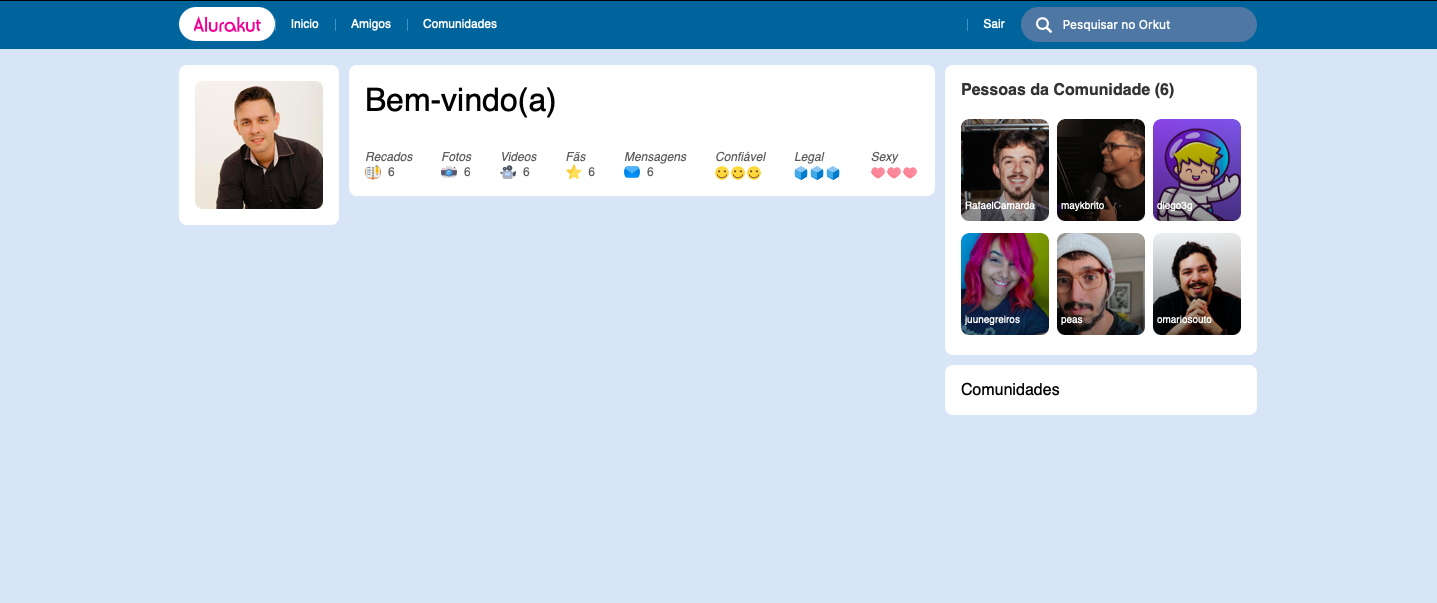 Alurakut
Inicio
Amigos
Comunidades
Sair
Pesquisar no Orkut
Bem-vindo(a)
Recados
Fotos
Videos
Fãs
Mensagens
Confiável
Legal
Sexy
6
6
6
6
6
Pessoas da Comunidade (6)
RafaelCamarda
maykbrito
diego3g
juunegreiros
peas
omariosouto
Comunidades